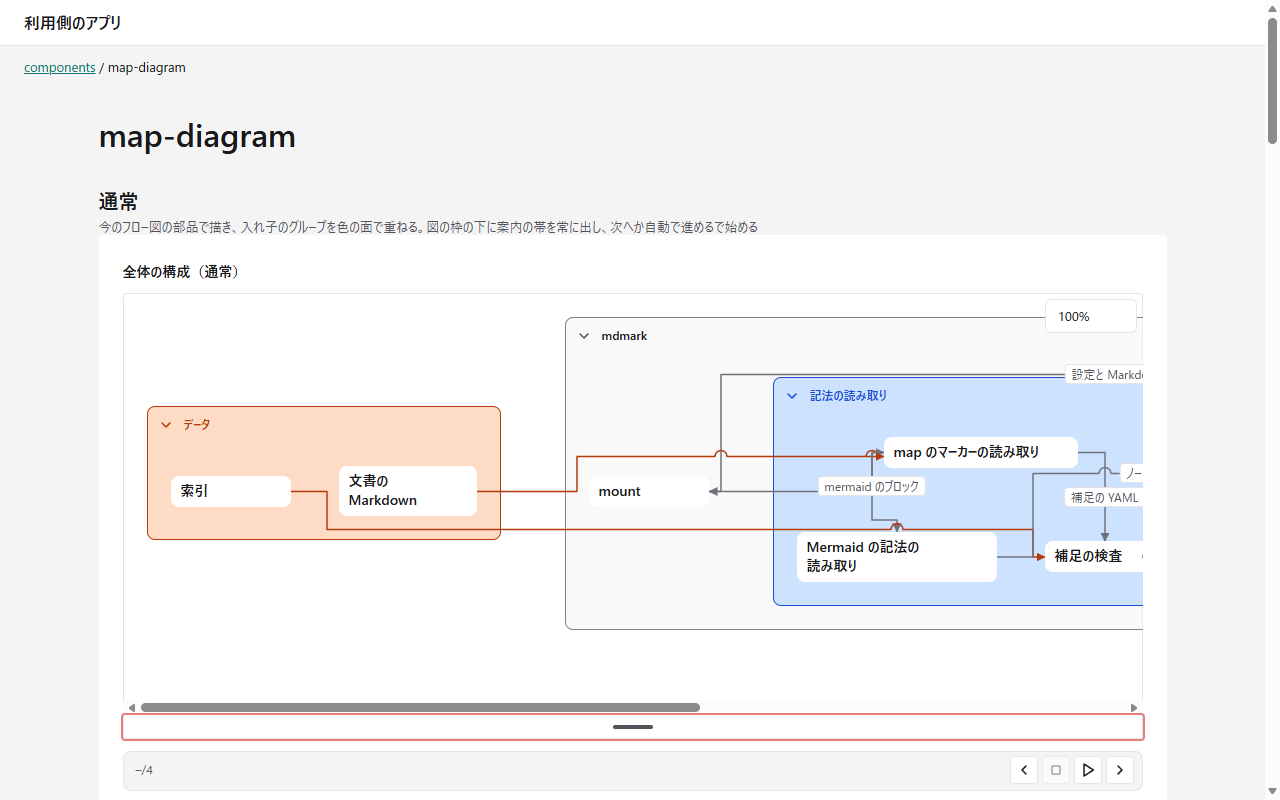 利用側のアプリ
components / map-diagram
map-diagram
通常
今のフロー図の部品で描き、入れ子のグループを色の面で重ねる。図の枠の下に案内の帯を常に出し、次へか自動で進めるで始める
全体の構成（通常）
100%
mdmark
設定と Markdo
記法の読み取り
データ
map のマーカーの読み取り
文書の
Markdown
索引
mount
mermaid のブロック
ノー
補足の YAML
Mermaid の記法の
読み取り
補足の検査
–/4